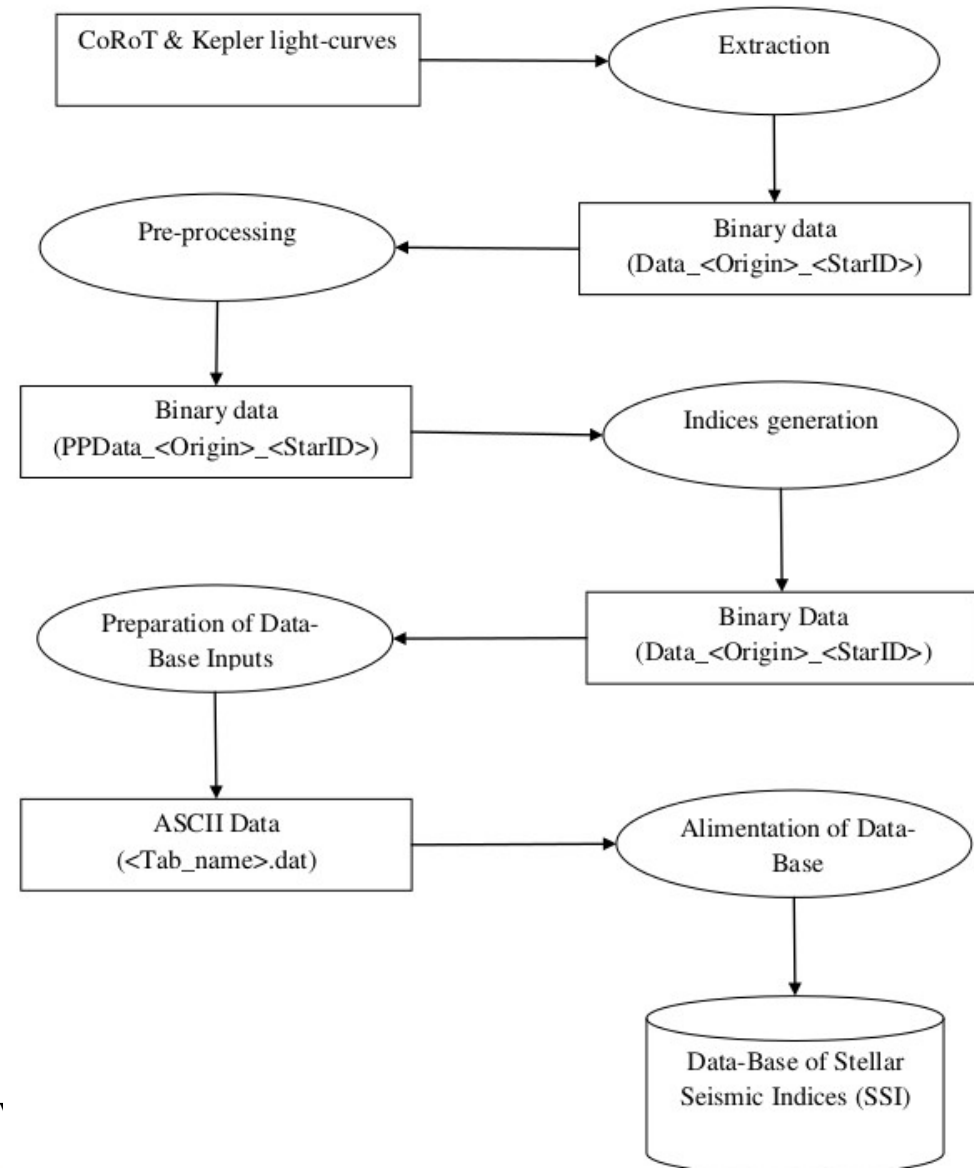 CoRoT & Kepler light-curves
Extraction
Binary data
(Data_<Origin>_<StarID>)
Pre-processing
Binary data
(PPData_<Origin>_<StarID>)
Indices generation
Binary Data
(Data_<Origin>_<StarID>)
Preparation of Data-
Base Inputs
ASCII Data
(<Tab_name>.dat)
Alimentation of Data-
Base
Data-Base of Stellar
Seismic Indices (SSI)